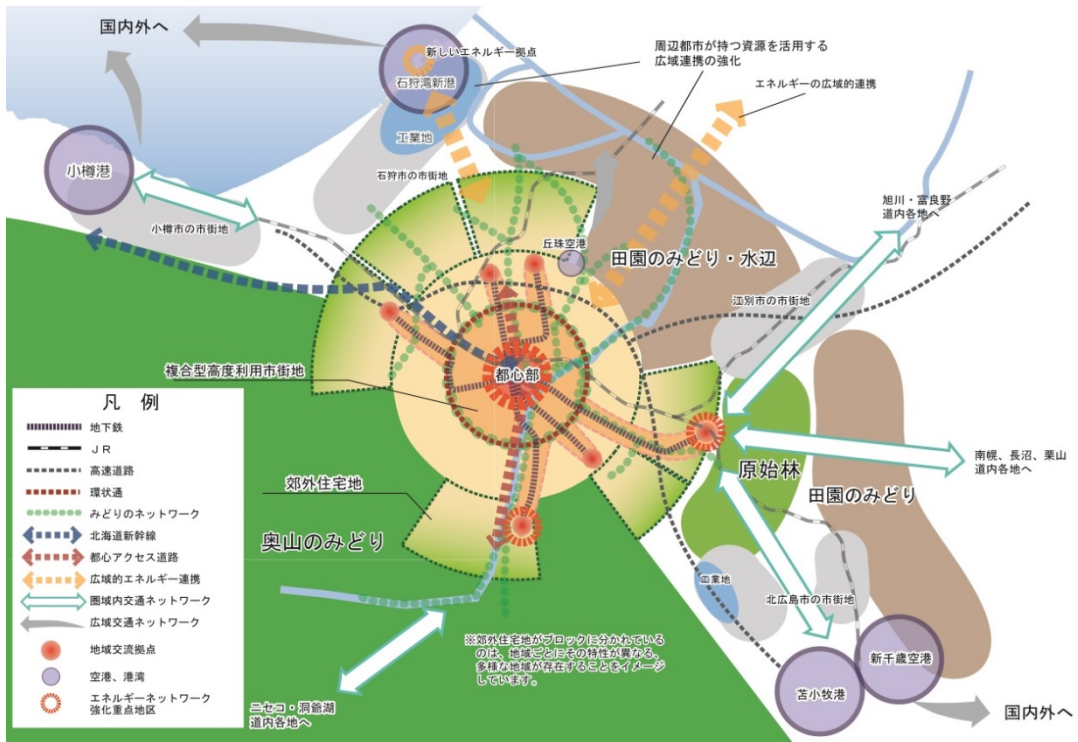 国内外へ
新しいエネルギー拠点
石狩湾新港
工業地
周辺都市が持つ資源を活用する
広域連携の強化
エネルギーの広域的連携
小樽港
石狩市の市街地
小樽市の市街地
旭川・富良野
道内各地へ
丘珠空港
田園のみどり・水辺
江別市の市街地
複合型高度利用市街地
都心部
凡 例
地下鉄
JR
高速道路
環状通
みどりのネットワーク
北海道新幹線
都心アクセス道路
広域的エネルギー連携
圏域内交通ネットワーク
広域交通ネットワーク
地域交流拠点
空港、港湾
エネルギーネットワーク
強化重点地区
郊外住宅地
奥山のみどり
原始林
田園のみどり
南幌、長沼、栗山
道内各地へ
工業地
北広島市の市街地
※郊外住宅地がブロックに分かれている
のは、地域ごとにその特性が異なる、
多様な地域が存在することをイメージ
しています。
新千歳空港
苫小牧港
国内外へ
ニセコ・洞爺湖
道内各地へ